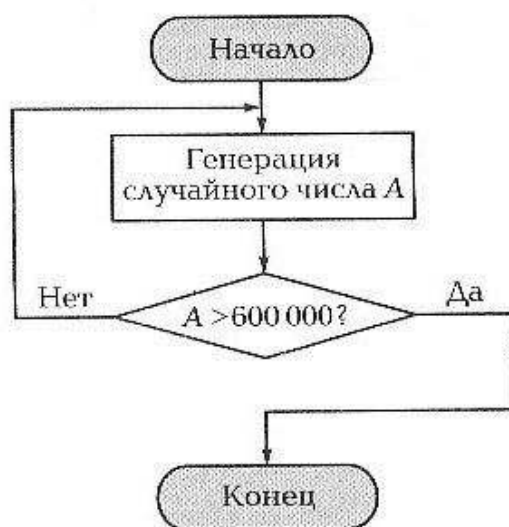 Начало
Генерация
случайного числа A
Нет
A >600 000?
Да
Конец